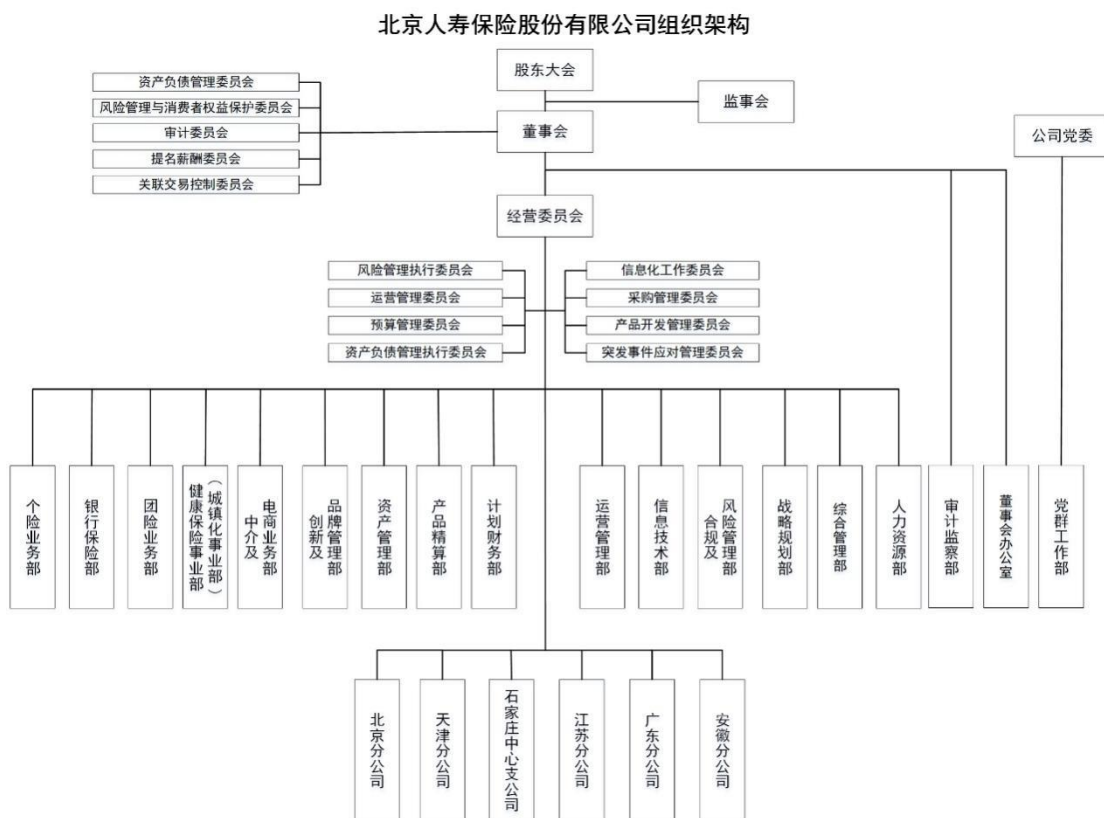 北京人寿保险股份有限公司组织架构
股东大会
监事会
董事会
公司党委
资产负债管理委员会
风险管理与消费者权益保护委员会
审计委员会
提名薪酬委员会
关联交易控制委员会
经营委员会
风险管理执行委员会
运营管理委员会
预算管理委员会
资产负债管理执行委员会
信息化工作委员会
采购管理委员会
产品开发管理委员会
突发事件应对管理委员会
个险业务部
银行保险部
团险业务部
健康保险事业部
（城镇化事业部）
中介及
电商业务部
创新及
品牌管理部
资产管理部
产品精算部
计划财务部
运营管理部
信息技术部
合规及
风险管理部
战略规划部
综合管理部
人力资源部
审计监察部
董事会办公室
党群工作部
北京分公司
天津分公司
石家庄中心支公司
江苏分公司
广东分公司
安徽分公司